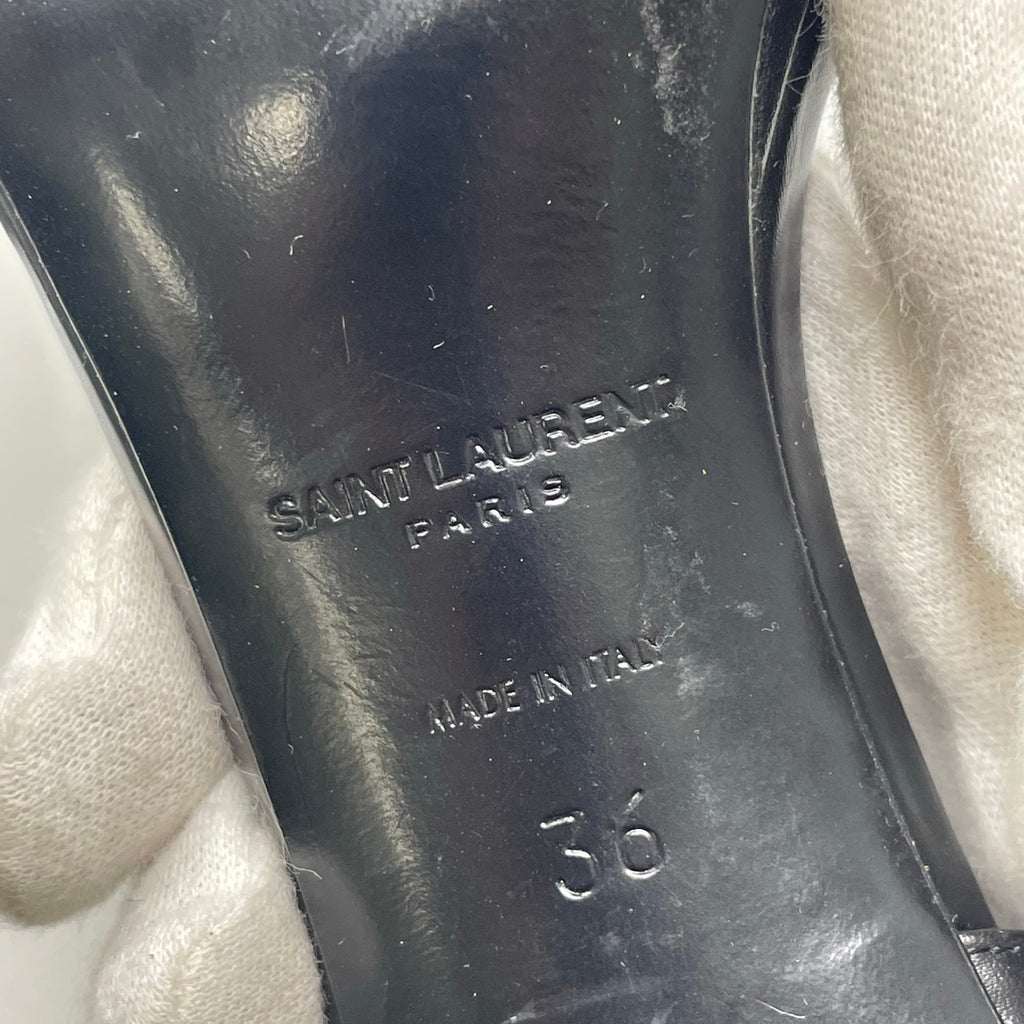 SAINT LAURENT
PARIS
MADE IN ITALY
36